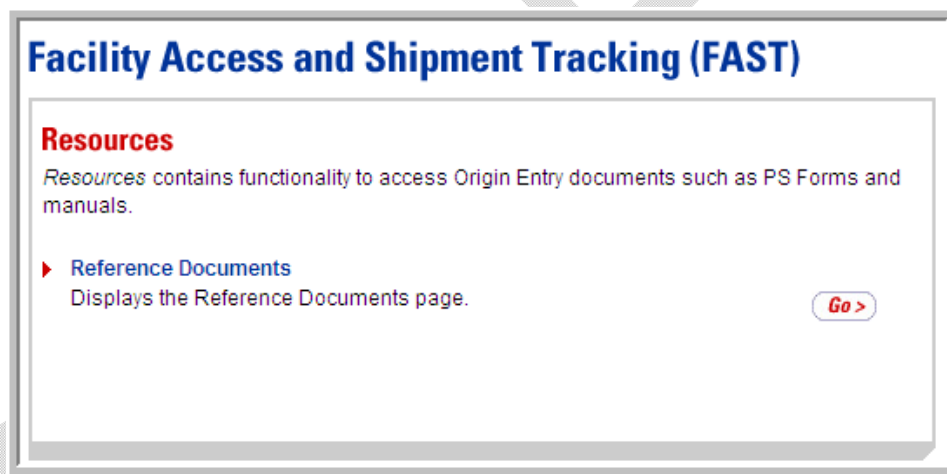 Facility Access and Shipment Tracking (FAST)
Resources
Resources contains functionality to access Origin Entry documents such as PS Forms and
manuals.
Reference Documents
Displays the Reference Documents page.
Go >